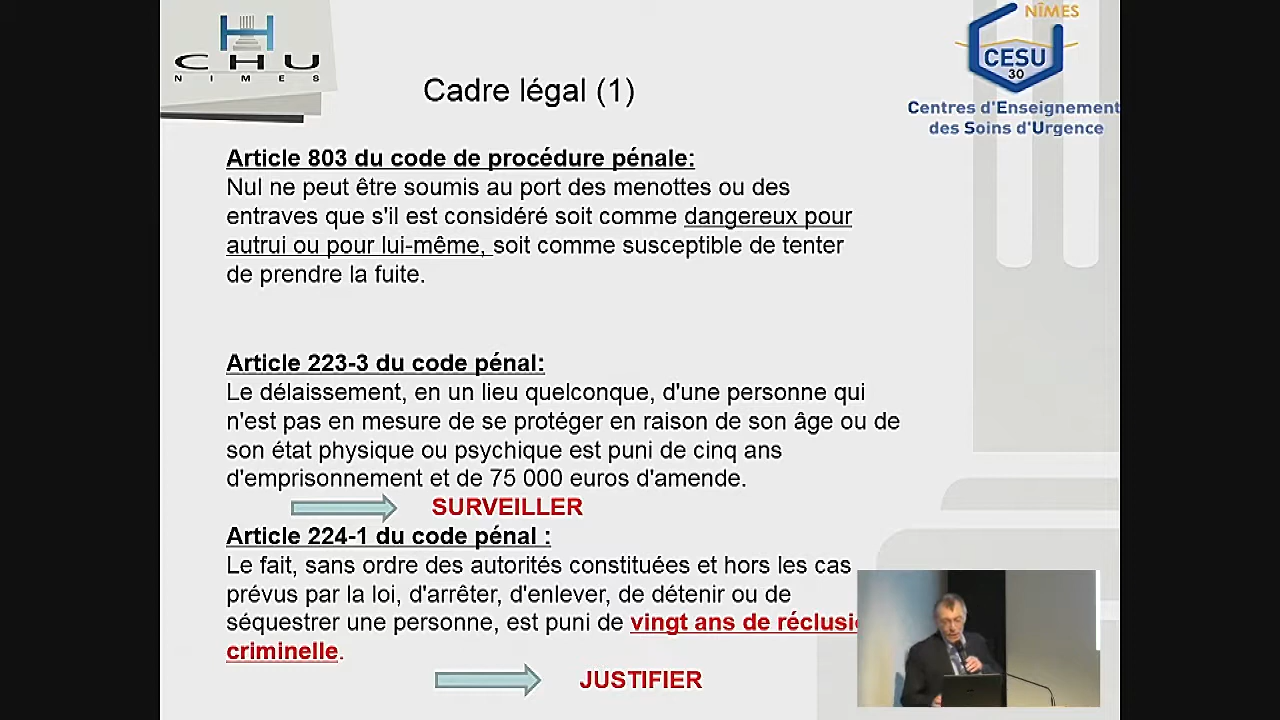 CHU
NIMES
NÎMES
CESU
30
Centres d'Enseignement
des Soins d'Urgence
Cadre légal (1)
Article 803 du code de procédure pénale:
Nul ne peut être soumis au port des menottes ou des
entraves que s'il est considéré soit comme dangereux pour
autrui ou pour lui-même, soit comme susceptible de tenter
de prendre la fuite.
Article 223-3 du code pénal:
Le délaissement, en un lieu quelconque, d'une personne qui
n'est pas en mesure de se protéger en raison de son âge ou de
son état physique ou psychique est puni de cinq ans
d'emprisonnement et de 75 000 euros d'amende.
SURVEILLER
Article 224-1 du code pénal :
Le fait, sans ordre des autorités constituées et hors les cas
prévus par la loi, d'arrêter, d'enlever, de détenir ou de
séquestrer une personne, est puni de vingt ans de
criminelle.
JUSTIFIER